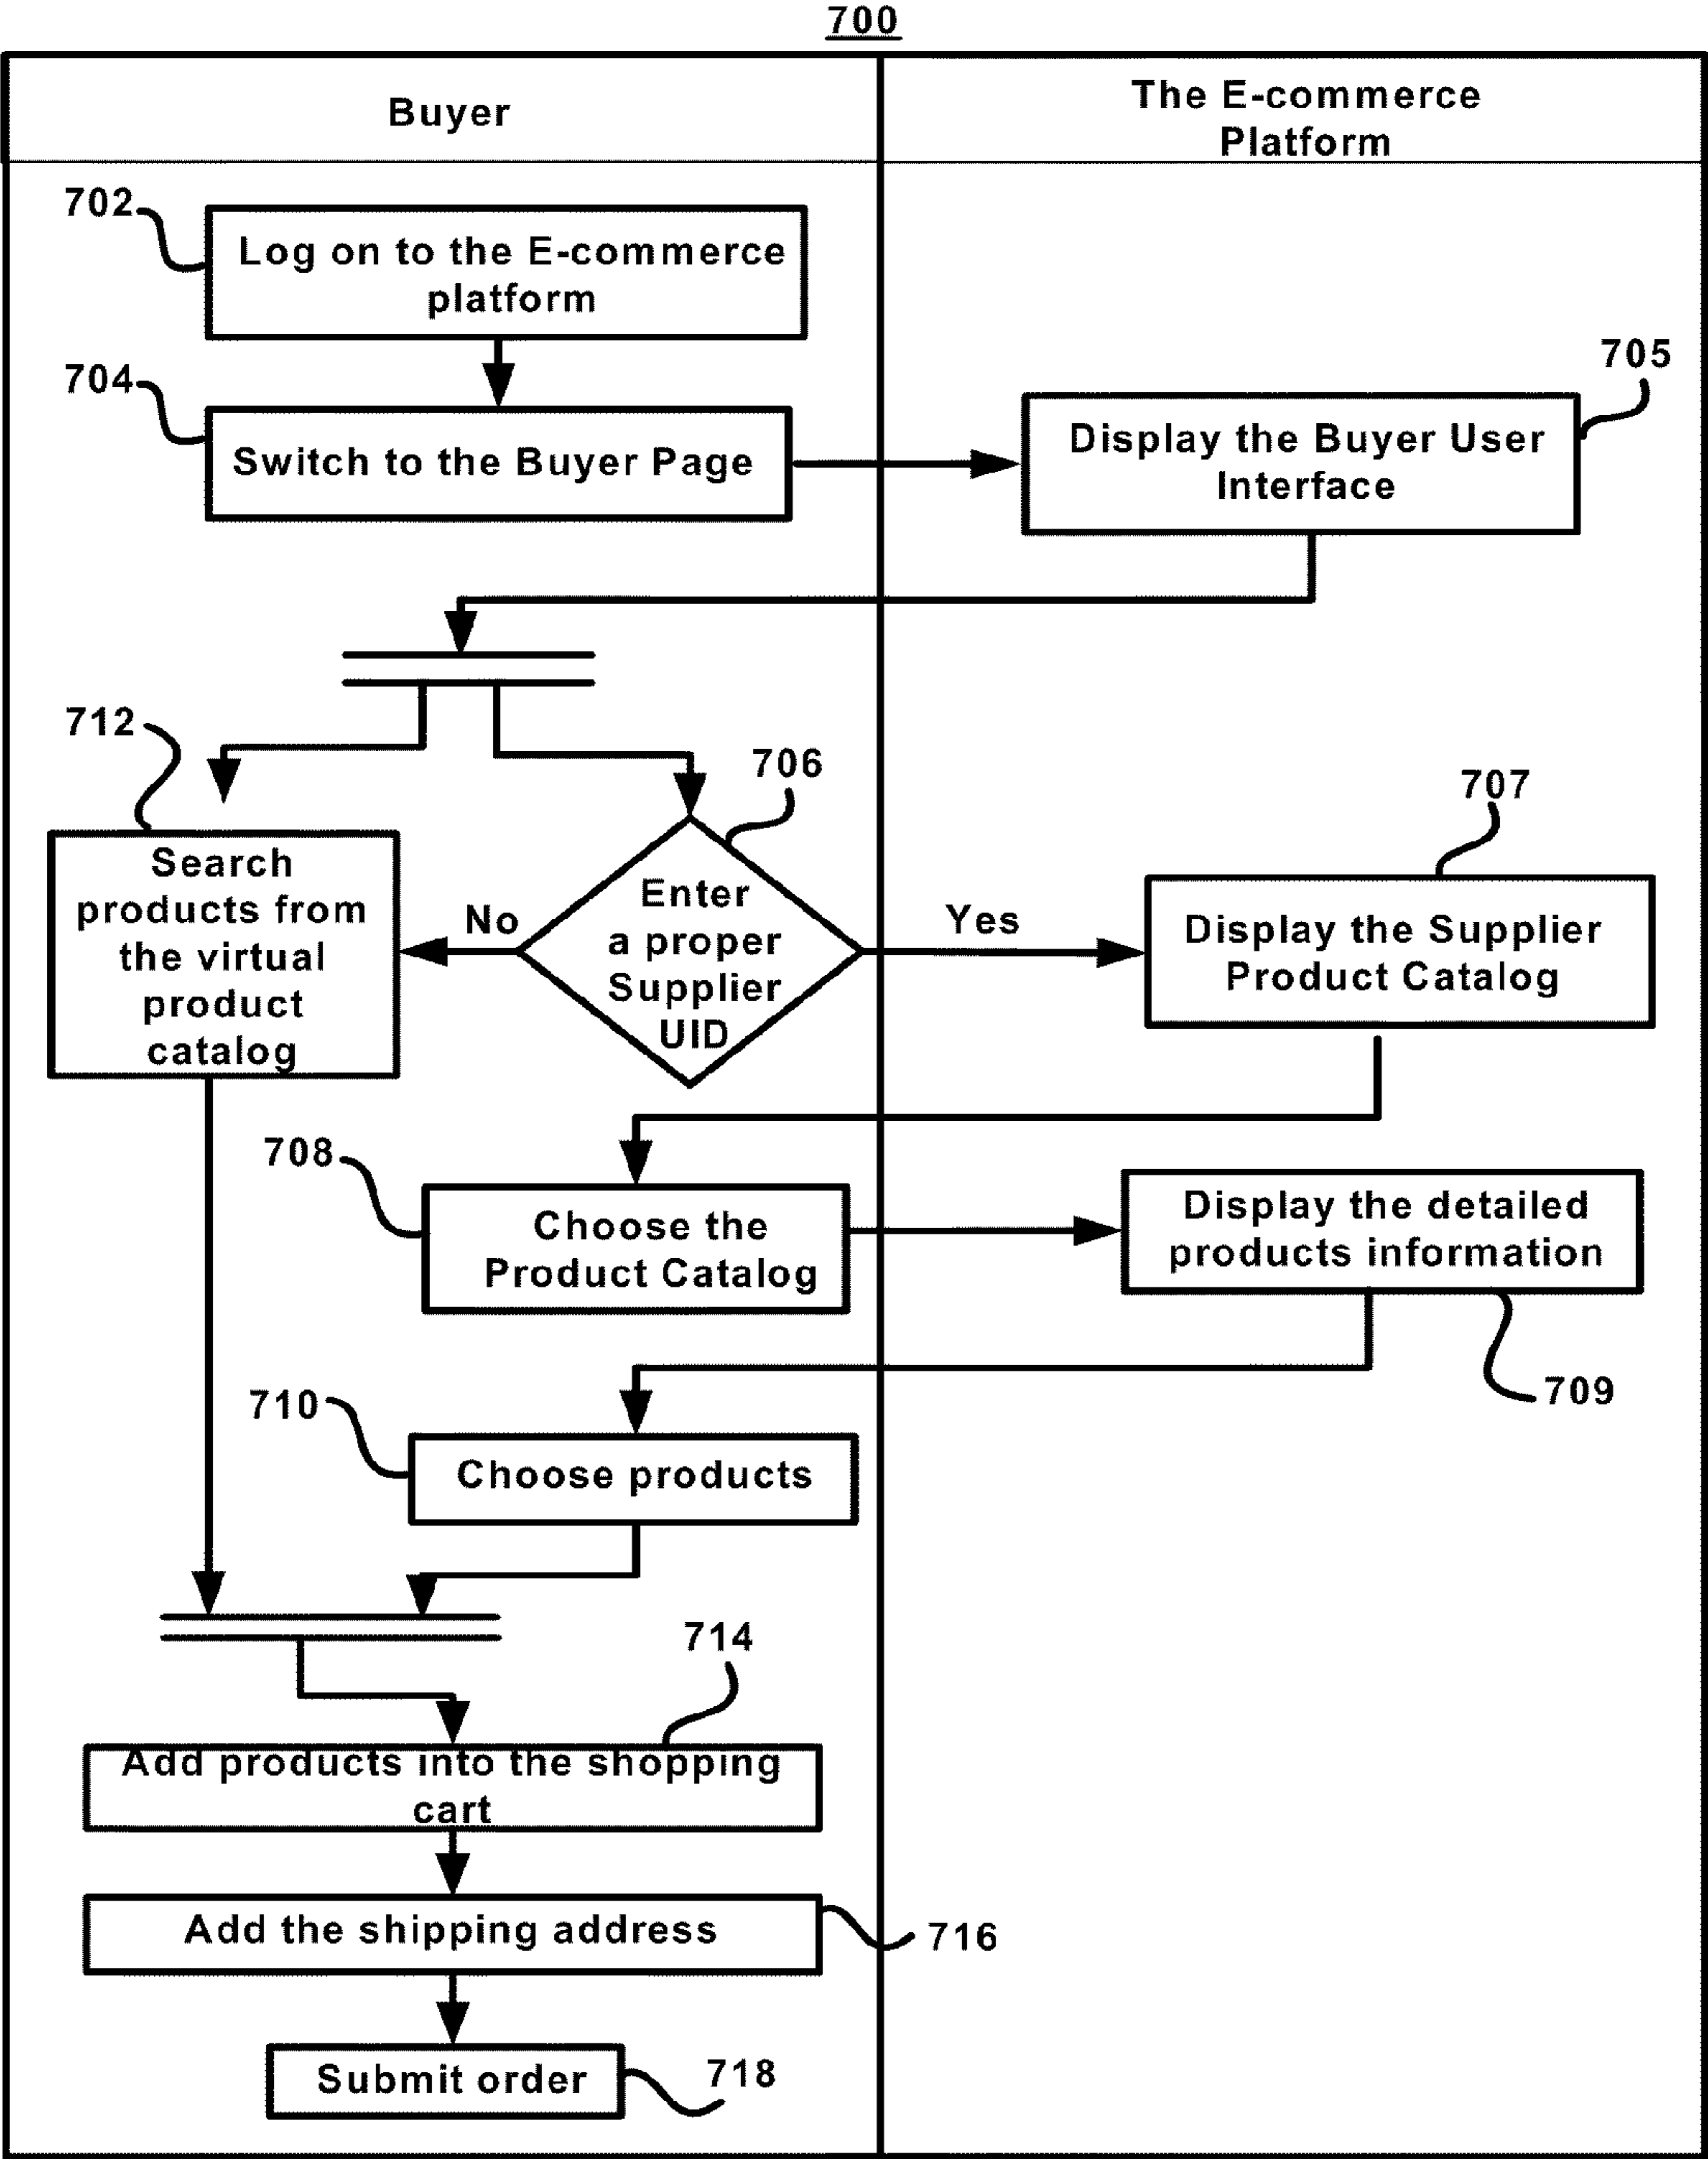 700
Buyer
The E-commerce
Platform
702
Log on to the E-commerce
platform
704
Switch to the Buyer Page
705
Display the Buyer User
Interface
712
Search
products from
the virtual
product
catalog
No
706
Enter
a proper
Supplier
UID
Yes
707
Display the Supplier
Product Catalog
708
Choose the
Product Catalog
Display the detailed
products information
709
710
Choose products
714
Add products into the shopping
cart
Add the shipping address
716
Submit order
718